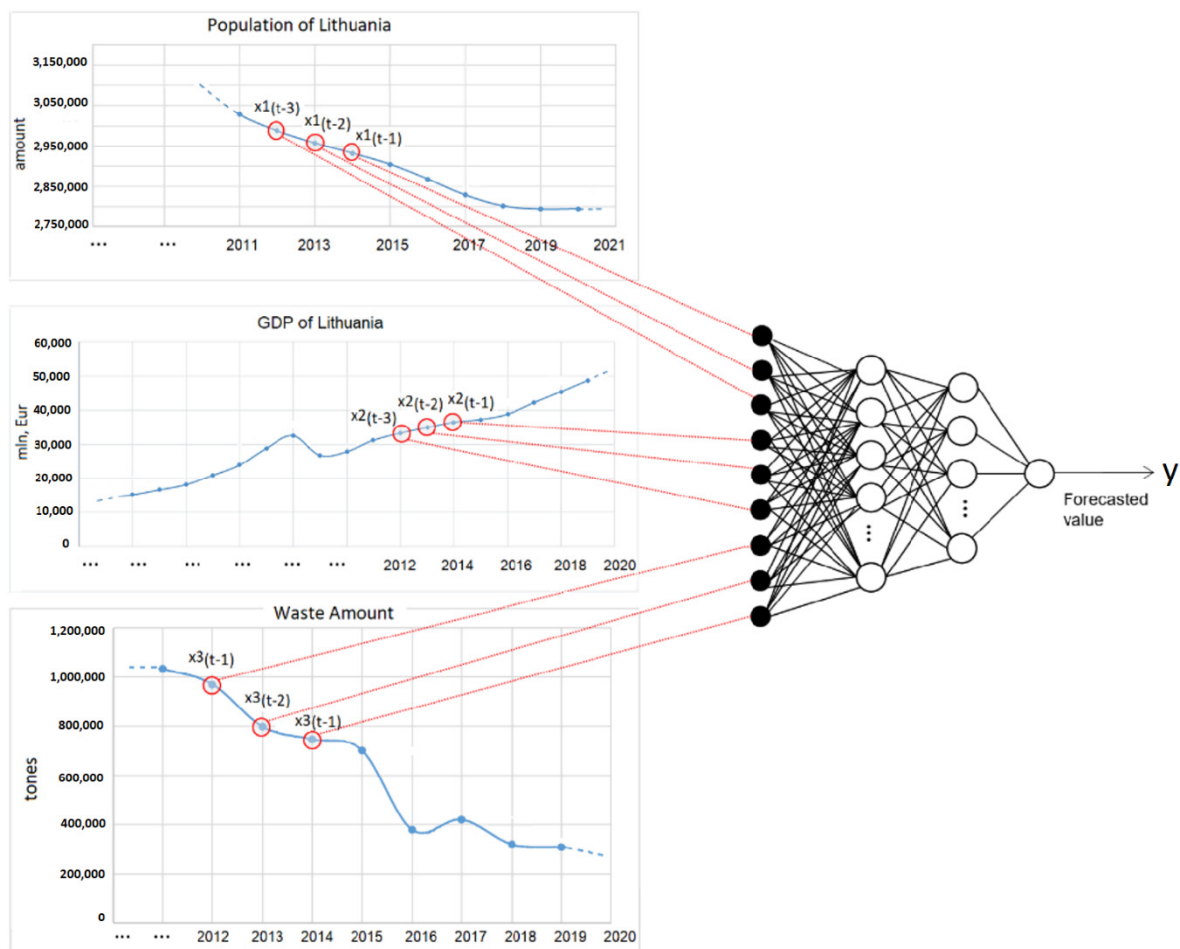 Population of Lithuania
3,150,000
3,050,000
2,950,000
2,850,000
2,750,000
amount
x1(t-3)
x1(t-2)
x1(t-1)
... ... 2011 2013 2015 2017 2019 2021
GDP of Lithuania
60,000
50,000
40,000
30,000
20,000
10,000
0
mln, Eur
x2(t-3)
x2(t-2)
x2(t-1)
... ... ... ... ... 2012 2014 2016 2018 2020
Waste Amount
1,200,000
1,000,000
800,000
600,000
400,000
200,000
0
tones
x3(t-1)
x3(t-2)
x3(t-1)
... ... 2012 2013 2014 2015 2016 2017 2018 2019 2020
...
...
y
Forecasted
value